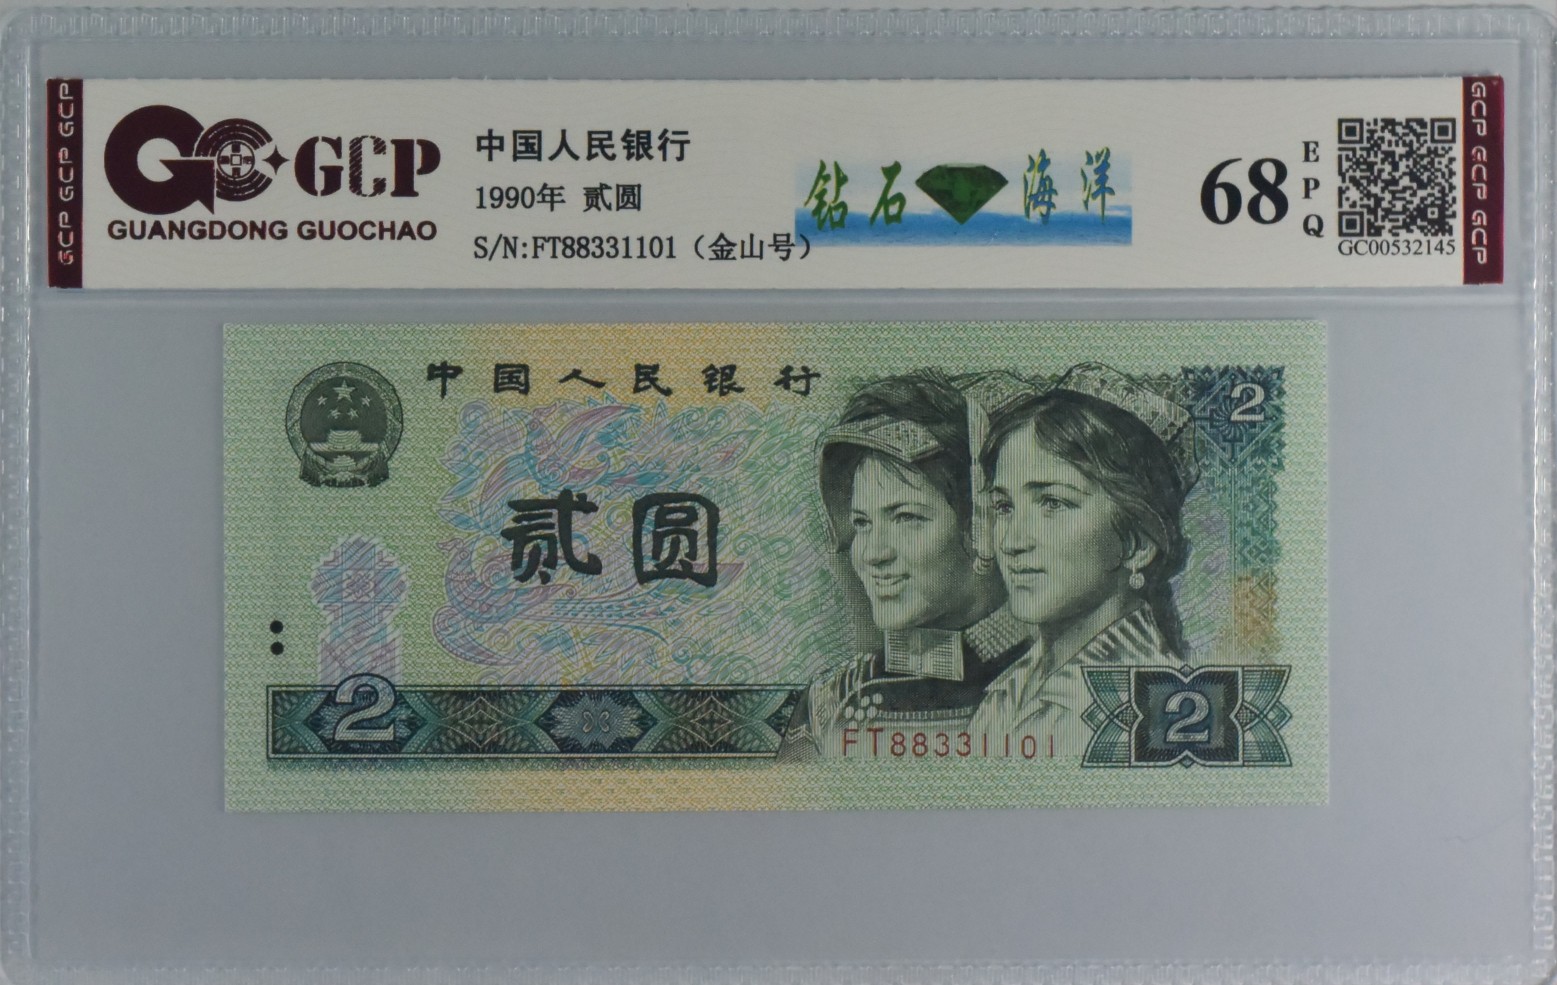 GCP GCP GCP
GCP
GUANGDONG GUOCHAO
中国人民银行
1990年 贰圆
S/N:FT88331101（金山号）
钻石 海洋
68
EPQ
GC00532145
GCP GCP GCP
中国人民银行
2
贰圆
2
FT88331101
2